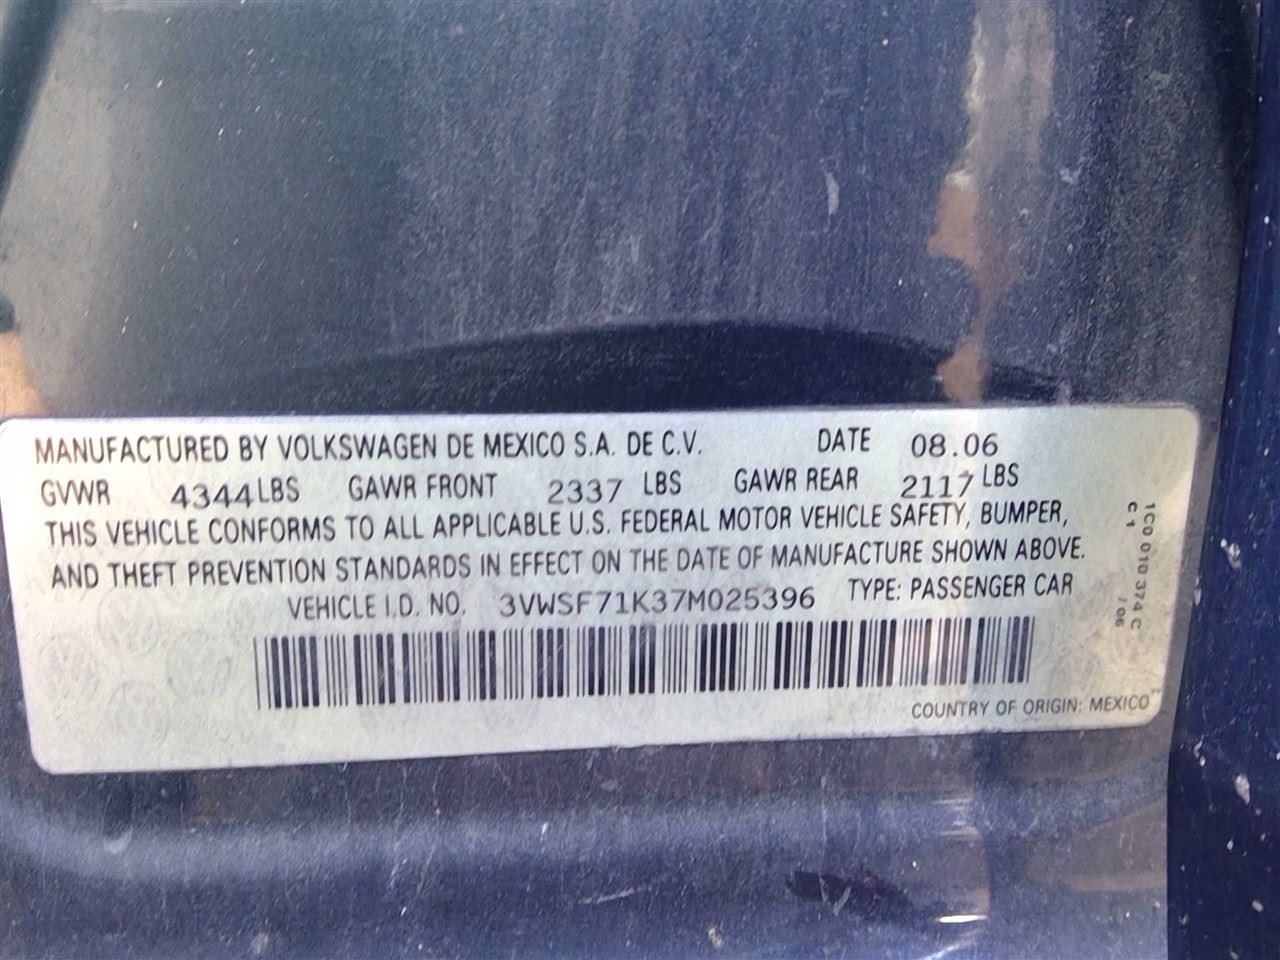 MANUFACTURED BY VOLKSWAGEN DE MEXICO S.A. DE C.V. DATE 08.06
GVWR 4344 LBS GAWR FRONT 2337 LBS GAWR REAR 2117 LBS
THIS VEHICLE CONFORMS TO ALL APPLICABLE U.S. FEDERAL MOTOR VEHICLE SAFETY, BUMPER,
AND THEFT PREVENTION STANDARDS IN EFFECT ON THE DATE OF MANUFACTURE SHOWN ABOVE.
VEHICLE I.D. NO. 3VWSF71K37M025396 TYPE: PASSENGER CAR
COUNTRY OF ORIGIN: MEXICO
1C0 010 374 C
C 1 / 06